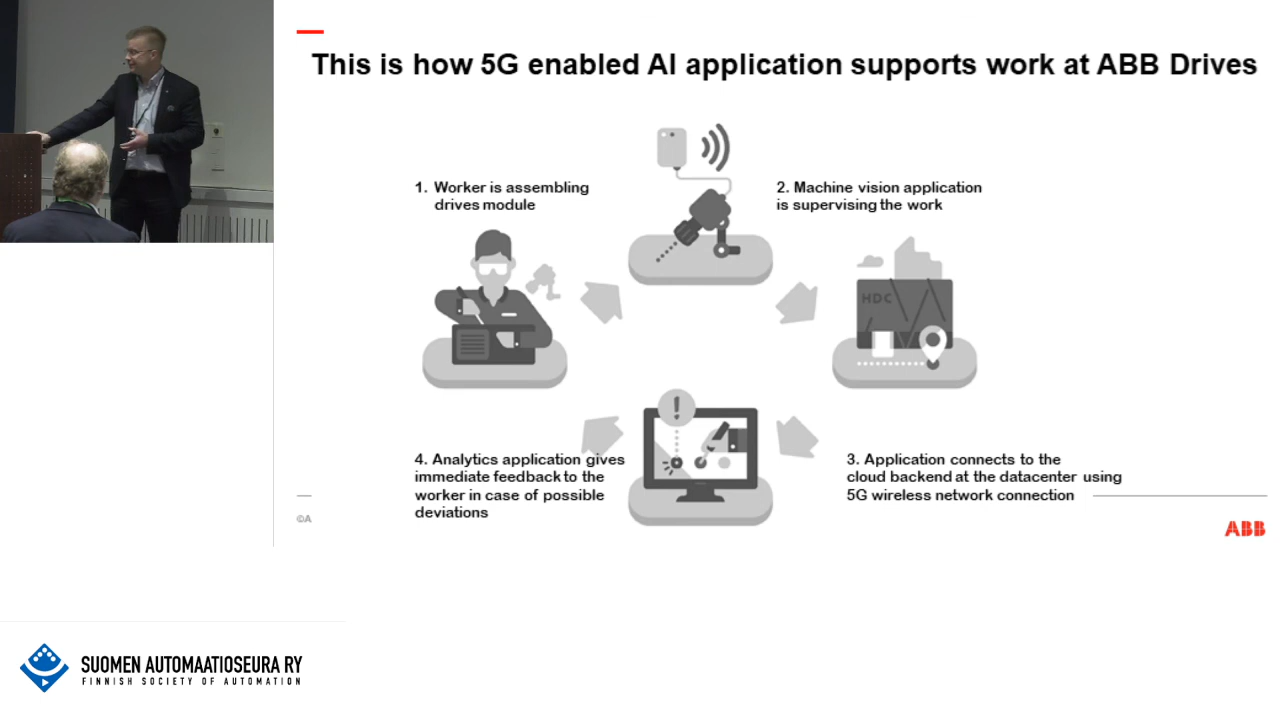 This is how 5G enabled AI application supports work at ABB Drives
1. Worker is assembling
drives module
2. Machine vision application
is supervising the work
HDC
!
4. Analytics application gives
immediate feedback to the
worker in case of possible
deviations
3. Application connects to the
cloud backend at the datacenter using
5G wireless network connection
©A
ABB
SUOMEN AUTOMAATIOSEURA RY
FINNISH SOCIETY OF AUTOMATION